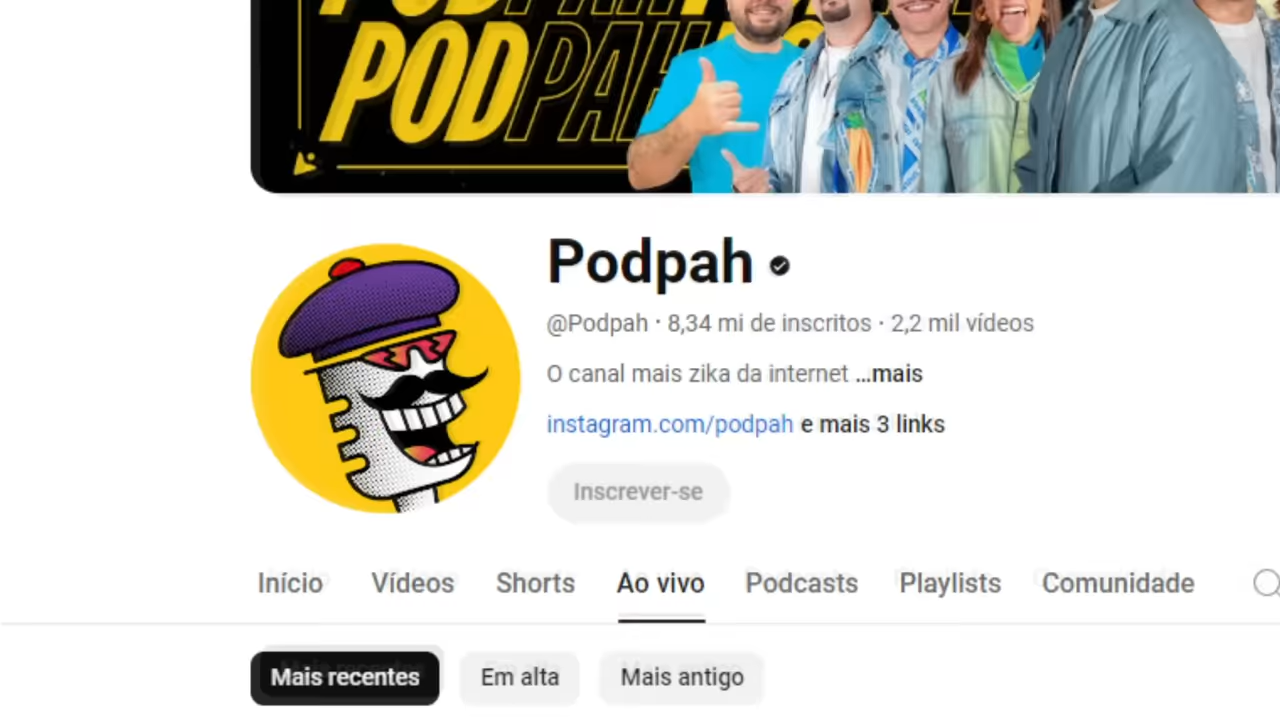 PODPAH
Podpah
@Podpah · 8,34 mi de inscritos · 2,2 mil vídeos
O canal mais zika da internet ...mais
instagram.com/podpah e mais 3 links
Inscrever-se
Início Vídeos Shorts Ao vivo Podcasts Playlists Comunidade
Mais recentes Em alta Mais antigo